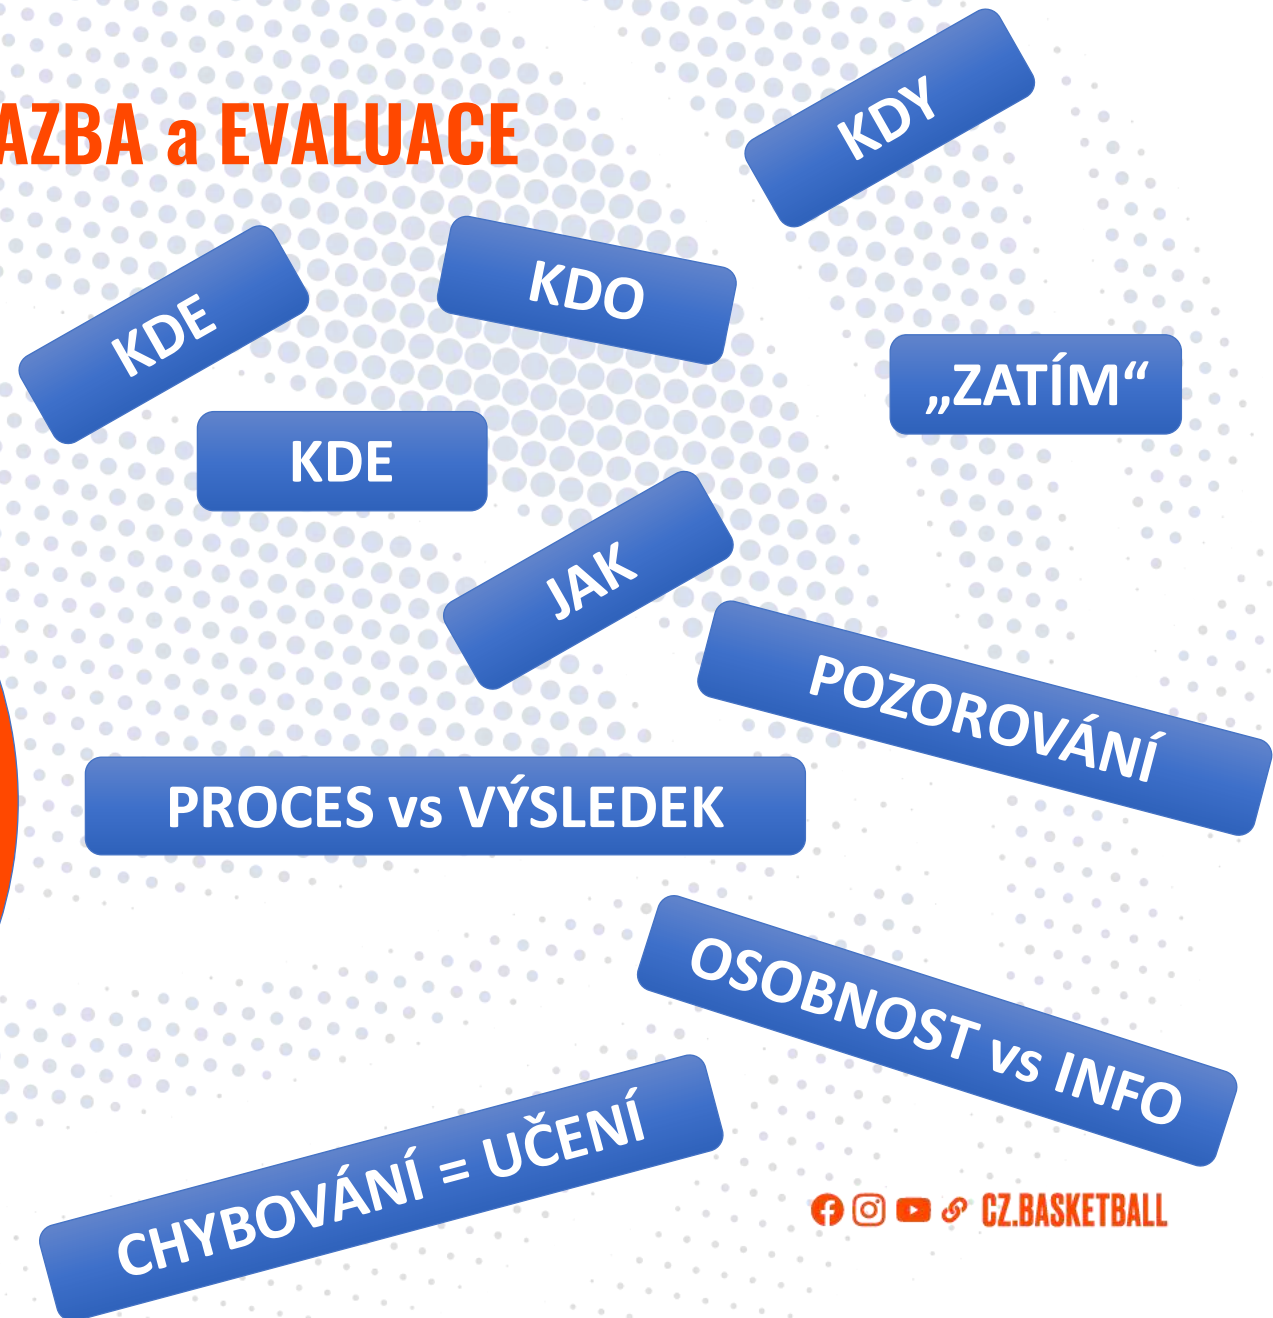 AZBA a EVALUACE
KDY
KDO
KDE
„ZATÍM“
KDE
JAK
POZOROVÁNÍ
PROCES vs VÝSLEDEK
OSOBNOST vs INFO
CHYBOVÁNÍ = UČENÍ
CZ.BASKETBALL